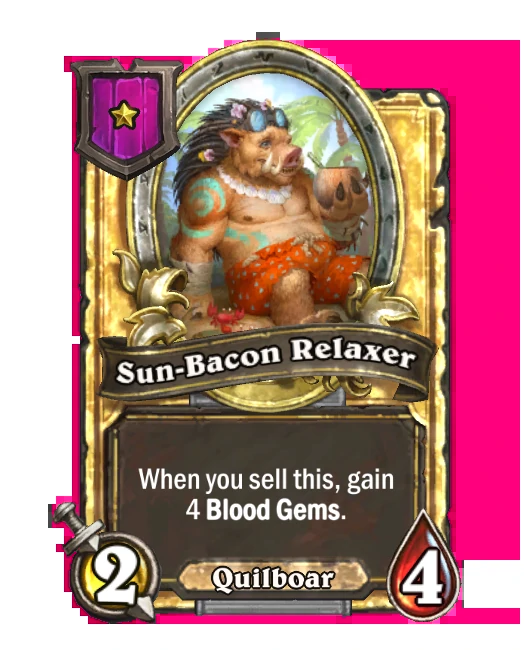 Sun-Bacon Relaxer
When you sell this, gain
4 Blood Gems.
2
Quilboar
4